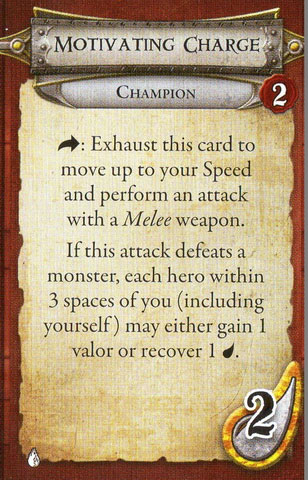 MOTIVATING CHARGE
CHAMPION
2
: Exhaust this card to
move up to your Speed
and perform an attack
with a Melee weapon.
If this attack defeats a
monster, each hero within
3 spaces of you (including
yourself) may either gain 1
valor or recover 1 .
2